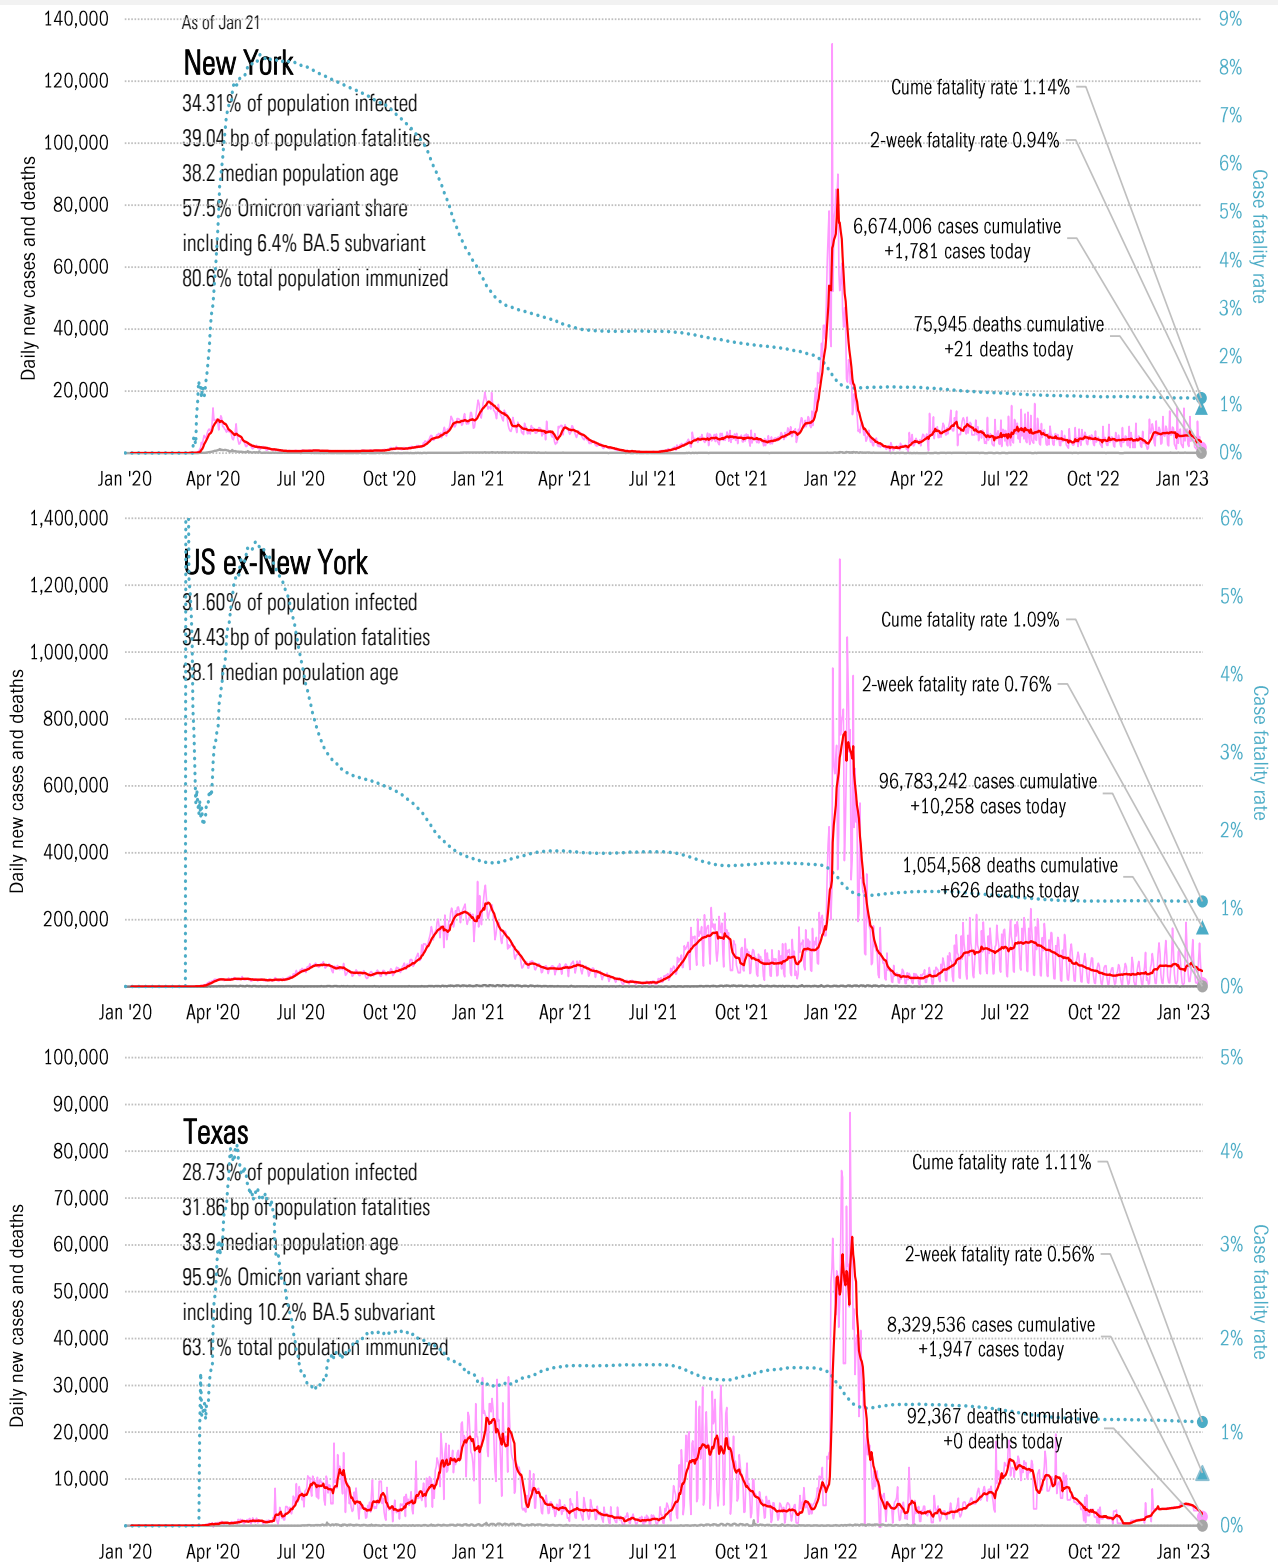 140,000
As of Jan 21
9%
New York
120,000
8%
34.31% of population infected
Cume fatality rate 1.14%
7%
39.04 bp of population fatalities
100,000
2-week fatality rate 0.94%
6%
38.2 median population age
57.5% Omicron variant share
80,000
5%
6,674,006 cases cumulative
+1,781 cases today
including 6.4% BA.5 subvariant
60,000
4%
80.6% total population immunized
40,000
3%
75,945 deaths cumulative
+21 deaths today
2%
20,000
1%
0%
Daily new cases and deaths
Case fatality rate
Jan '20 Apr '20 Jul '20 Oct '20 Jan '21 Apr '21 Jul '21 Oct '21 Jan '22 Apr '22 Jul '22 Oct '22 Jan '23
1,400,000
6%
US ex-New York
1,200,000
5%
31.60% of population infected
Cume fatality rate 1.09%
34.43 bp of population fatalities
1,000,000
38.1 median population age
4%
2-week fatality rate 0.76%
800,000
3%
600,000
96,783,242 cases cumulative
+10,258 cases today
2%
400,000
1,054,568 deaths cumulative
+626 deaths today
200,000
1%
0%
Daily new cases and deaths
Case fatality rate
Jan '20 Apr '20 Jul '20 Oct '20 Jan '21 Apr '21 Jul '21 Oct '21 Jan '22 Apr '22 Jul '22 Oct '22 Jan '23
100,000
5%
90,000
Texas
80,000
4%
28.73% of population infected
Cume fatality rate 1.11%
70,000
31.86 bp of population fatalities
60,000
3%
33.9 median population age
2-week fatality rate 0.56%
95.9% Omicron variant share
50,000
including 10.2% BA.5 subvariant
8,329,536 cases cumulative
+1,947 cases today
40,000
2%
63.1% total population immunized
30,000
92,367 deaths cumulative
+0 deaths today
20,000
1%
10,000
0%
Daily new cases and deaths
Case fatality rate
Jan '20 Apr '20 Jul '20 Oct '20 Jan '21 Apr '21 Jul '21 Oct '21 Jan '22 Apr '22 Jul '22 Oct '22 Jan '23